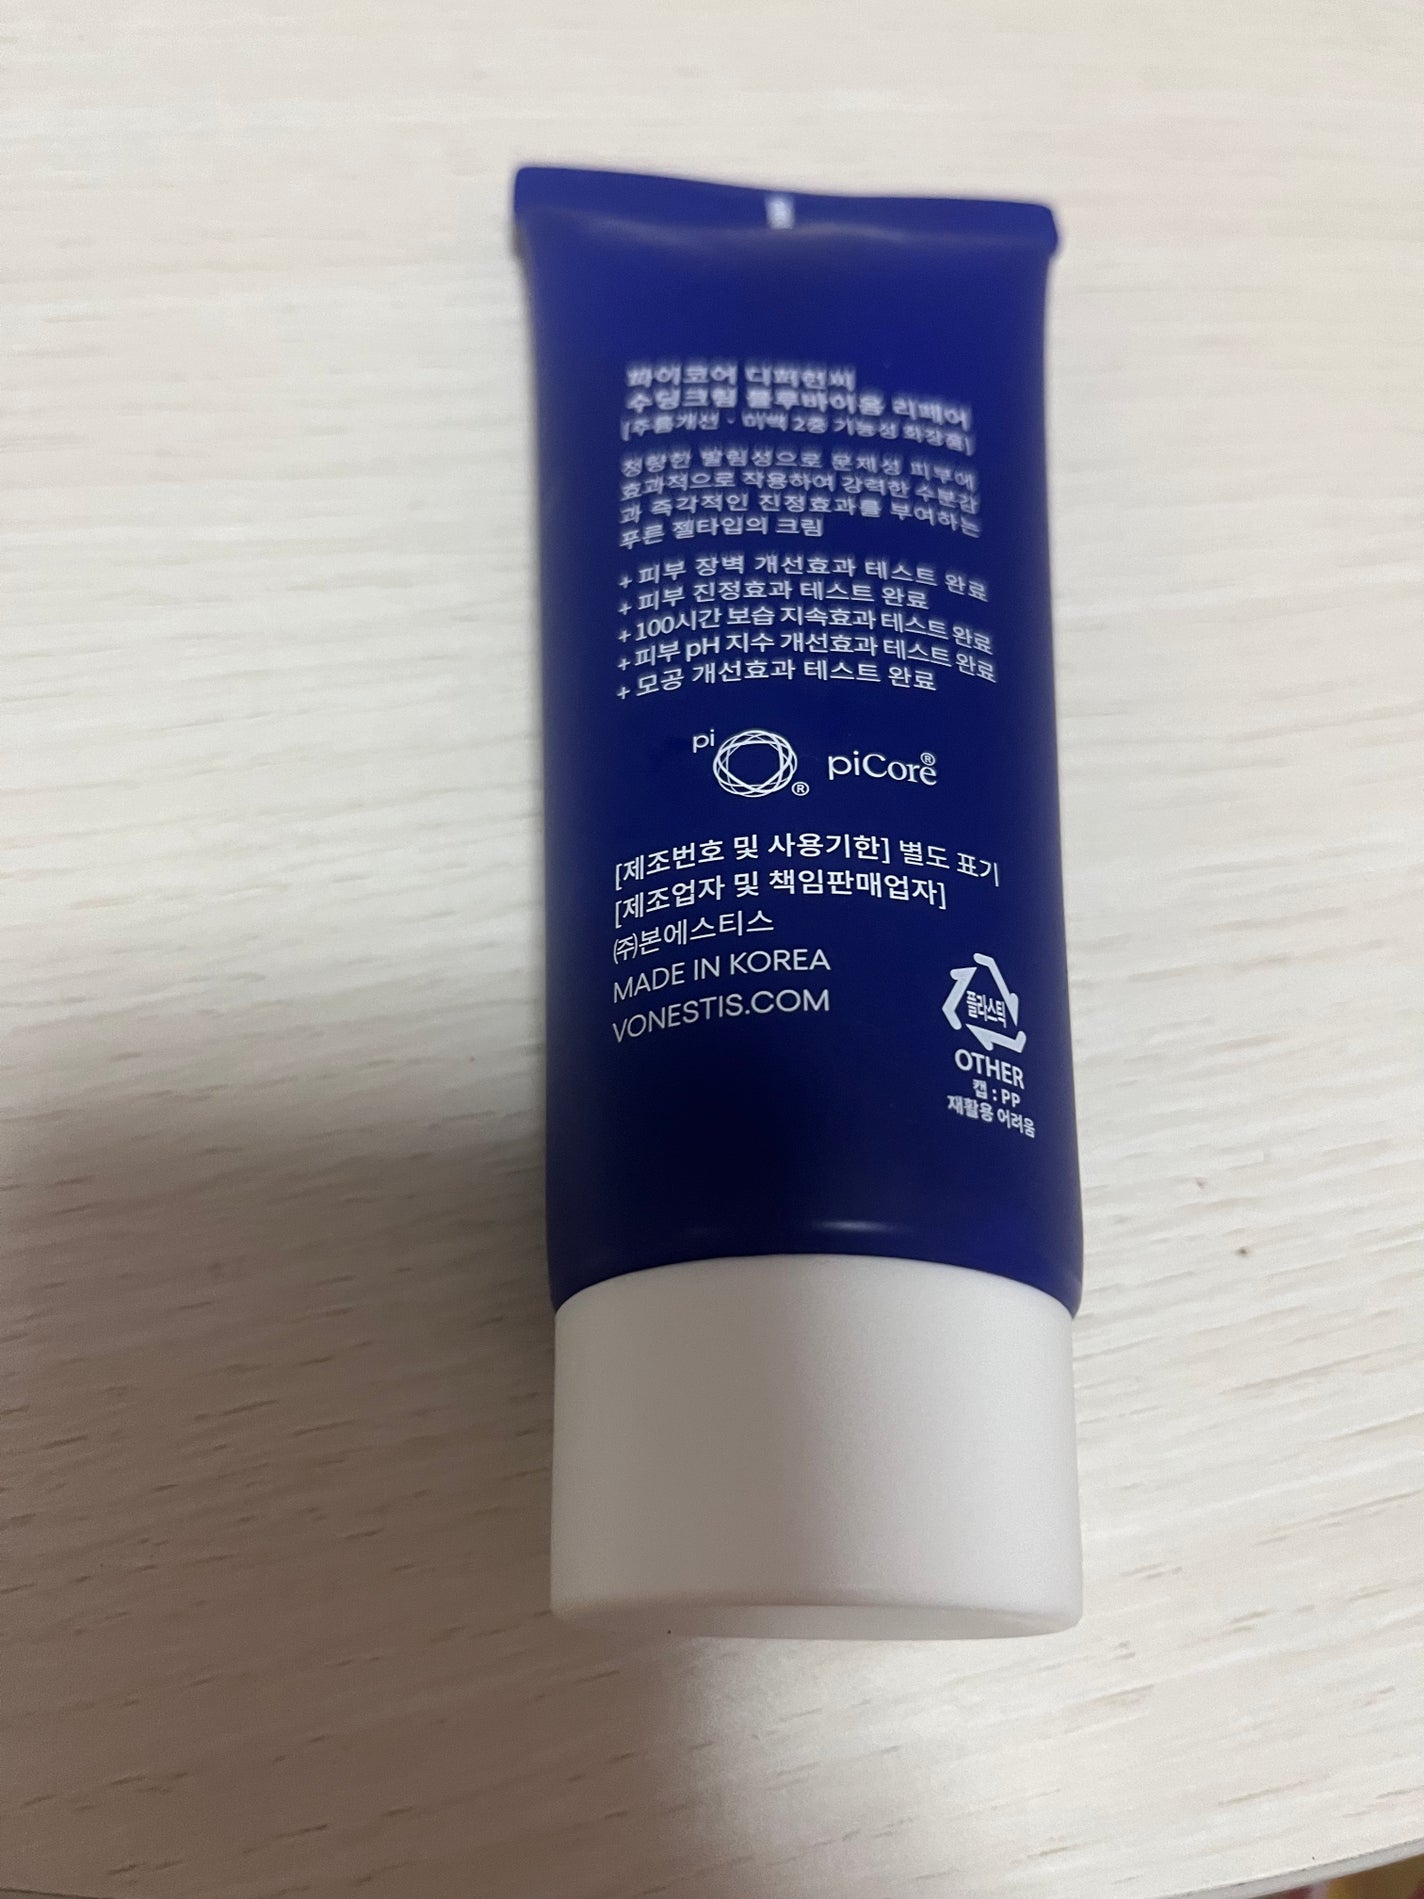 파이코어 디퍼런씨
수딩크림 블루바이옴 리페어
[주름개선 · 미백 2중 기능성 화장품]
청량한 발림성으로 문제성 피부에
효과적으로 작용하여 강력한 수분감
과 즉각적인 진정효과를 부여하는
푸른 젤타입의 크림
+ 피부 장벽 개선효과 테스트 완료
+ 피부 진정효과 테스트 완료
+ 100시간 보습 지속효과 테스트 완료
+ 피부 pH 지수 개선효과 테스트 완료
+ 모공 개선효과 테스트 완료
pi ® piCore®
[제조번호 및 사용기한] 별도 표기
[제조업자 및 책임판매업자]
㈜본에스티스
MADE IN KOREA
VONESTIS.COM
플라스틱
OTHER
캡 : PP
재활용 어려움